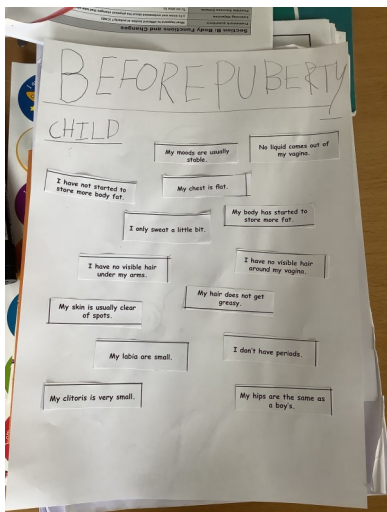 Section B: Body Functions and Changes
BEFORE PUBERTY
CHILD
My moods are usually
stable.
No liquid comes out of
my vagina.
I have not started to
store more body fat.
My chest is flat.
I only sweat a little bit.
My body has started to
store more fat.
I have no visible hair
under my arms.
I have no visible hair
around my vagina.
My skin is usually clear
of spots.
My hair does not get
greasy.
My labia are small.
I don't have periods.
My clitoris is very small.
My hips are the same as
a boy's.